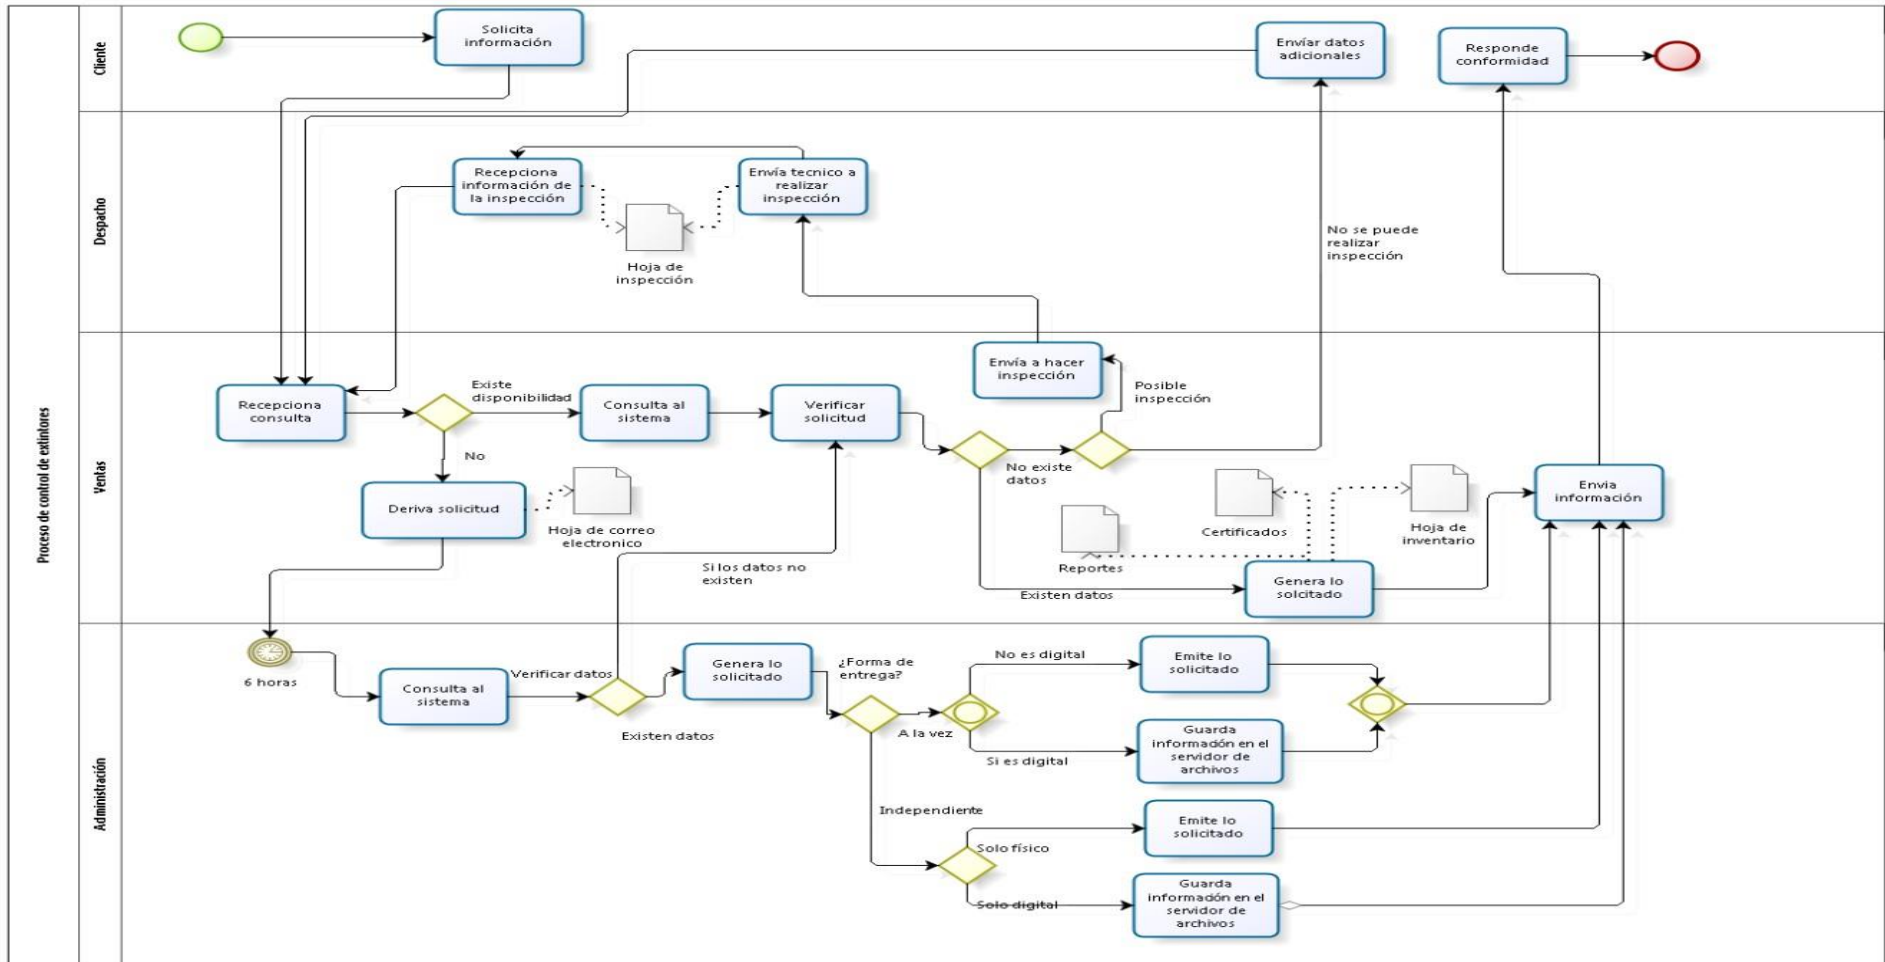 Proceso de control de extintores
Cliente
Solicita
información
Envíar datos
adicionales
Responde
conformidad
Despacho
Recepciona
información de
la inspección
Envía tecnico a
realizar
inspección
Hoja de
inspección
No se puede
realizar
inspección
Ventas
Recepciona
consulta
Existe
disponibilidad
Consulta al
sistema
Verificar
solicitud
Envía a hacer
inspección
Posible
inspección
No
No existe
datos
Deriva solicitud
Hoja de correo
electronico
Certificados
Hoja de
inventario
Envia
información
Reportes
Si los datos no
existen
Existen datos
Genera lo
solcitado
Administración
6 horas
Consulta al
sistema
Verificar datos
Existen datos
Genera lo
solicitado
¿Forma de
entrega?
A la vez
No es digital
Emite lo
solicitado
Si es digital
Guarda
información en el
servidor de
archivos
Independiente
Solo físico
Emite lo
solicitado
Solo digital
Guarda
información en el
servidor de
archivos